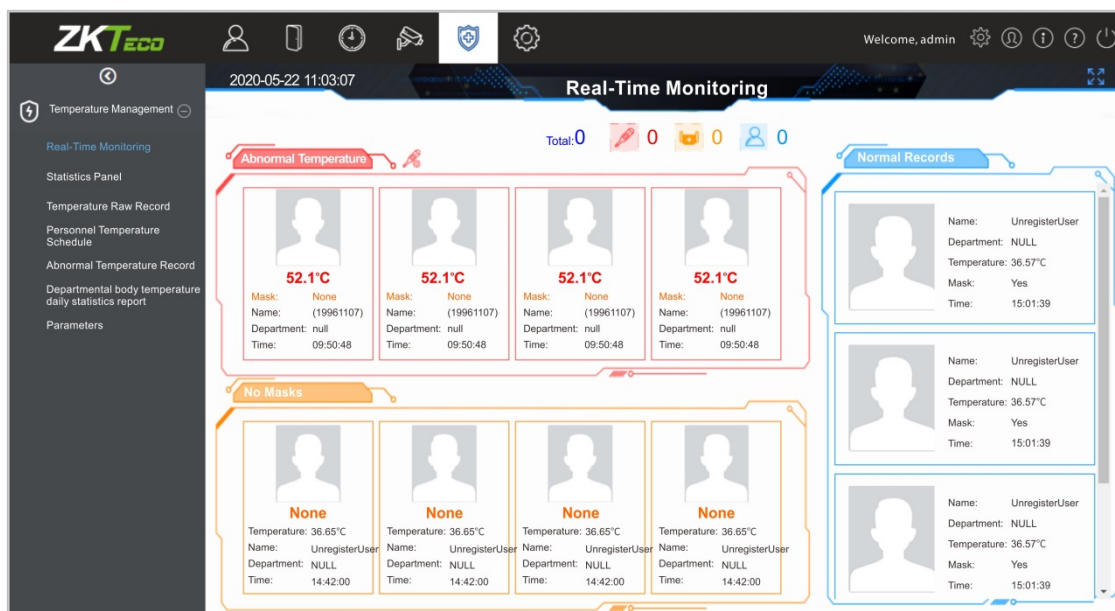 ZKTECO
Welcome, admin
Temperature Management
Real-Time Monitoring
Statistics Panel
Temperature Raw Record
Personnel Temperature
Schedule
Abnormal Temperature Record
Departmental body temperature
daily statistics report
Parameters
2020-05-22 11:03:07
Real-Time Monitoring
Total:0 0 0 0
Abnormal Temperature
52.1°C 52.1°C 52.1°C 52.1°C
Mask: None Mask: None Mask: None Mask: None
Name: (19961107) Name: (19961107) Name: (19961107) Name: (19961107)
Department: null Department: null Department: null Department: null
Time: 09:50:48 Time: 09:50:48 Time: 09:50:48 Time: 09:50:48
No Masks
None None None None
Temperature: 36.65°C Temperature: 36.65°C Temperature: 36.65°C Temperature: 36.65°C
Name: UnregisterUser Name: UnregisterUser Name: UnregisterUser Name: UnregisterUser
Department: NULL Department: NULL Department: NULL Department: NULL
Time: 14:42:00 Time: 14:42:00 Time: 14:42:00 Time: 14:42:00
Normal Records
Name: UnregisterUser
Department: NULL
Temperature: 36.57°C
Mask: Yes
Time: 15:01:39
Name: UnregisterUser
Department: NULL
Temperature: 36.57°C
Mask: Yes
Time: 15:01:39
Name: UnregisterUser
Department: NULL
Temperature: 36.57°C
Mask: Yes
Time: 15:01:39